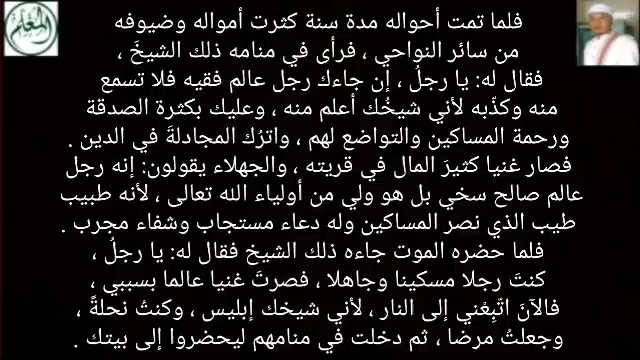 المعلم
فلما تمت أحواله مدة سنة كثرت أمواله وضيوفه
من سائر النواحي ، فرأى في منامه ذلك الشيخَ ،
فقال له: يا رجلُ ، إن جاءك رجل عالم فقيه فلا تسمع
منه وكذّبه لأني شيخُك أعلم منه ، وعليك بكثرة الصدقة
ورحمة المساكين والتواضع لهم ، واترُك المجادلةَ في الدين .
فصار غنيا كثيرَ المال في قريته ، والجهلاء يقولون: إنه رجل
عالم صالح سخي بل هو ولي من أولياء الله تعالى ، لأنه طبيب
طيب الذي نصر المساكين وله دعاء مستجاب وشفاء مجرب .
فلما حضره الموت جاءه ذلك الشيخ فقال له: يا رجلُ ،
كنتَ رجلا مسكينا وجاهلا ، فصرتَ غنيا عالما بسببي ،
فالآنَ اتّبِعْني إلى النار ، لأني شيخك إبليس ، وكنتُ نحلةً ،
وجعلتُ مرضا ، ثم دخلت في منامهم ليحضروا إلى بيتك .